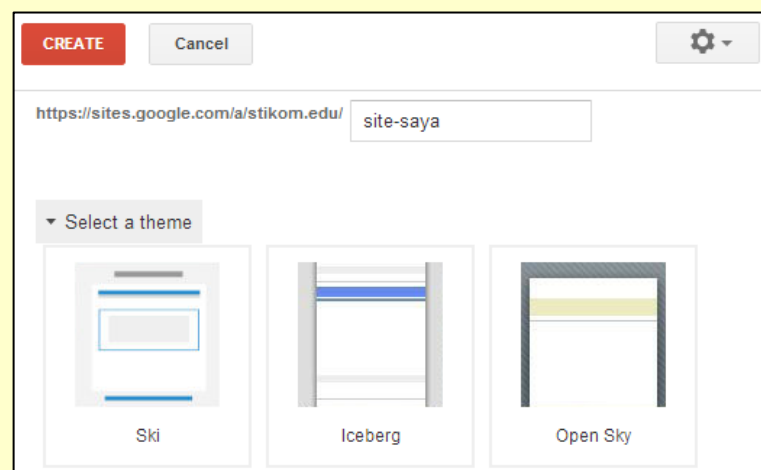 CREATE Cancel
https://sites.google.com/a/stikom.edu/ site-saya
Select a theme
Ski Iceberg Open Sky